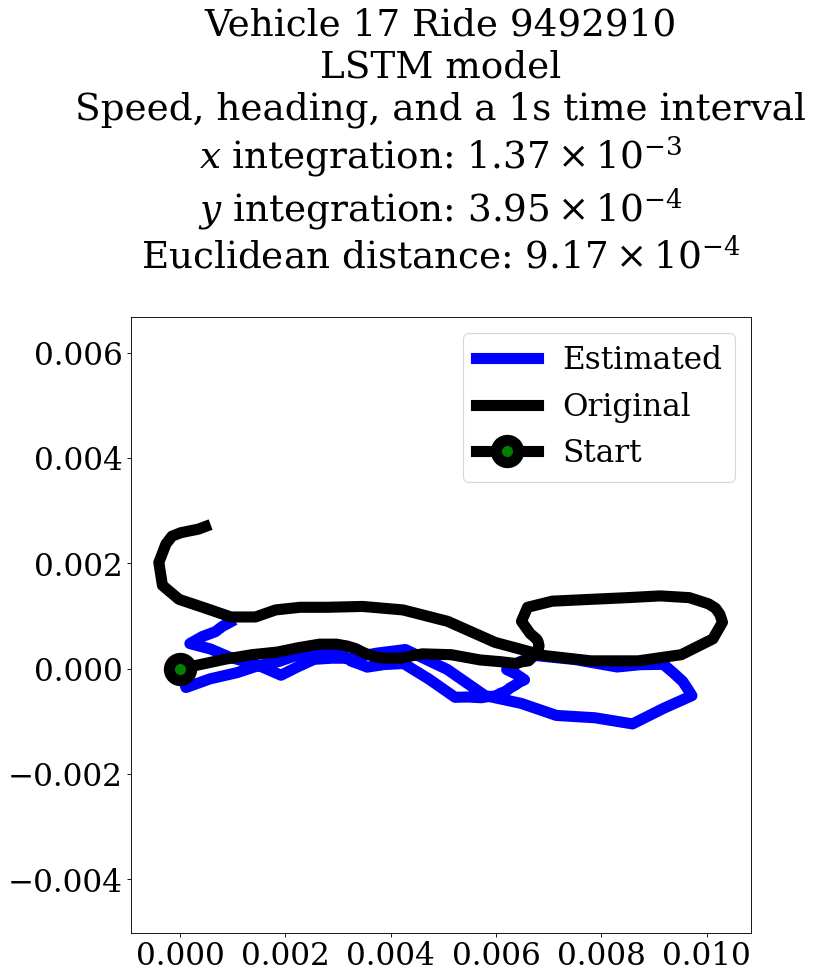 Vehicle 17 Ride 9492910
LSTM model
Speed, heading, and a 1s time interval
x integration: 1.37 × 10⁻³
y integration: 3.95 × 10⁻⁴
Euclidean distance: 9.17 × 10⁻⁴
Estimated
Original
Start
0.006
0.004
0.002
0.000
−0.002
−0.004
0.000 0.002 0.004 0.006 0.008 0.010